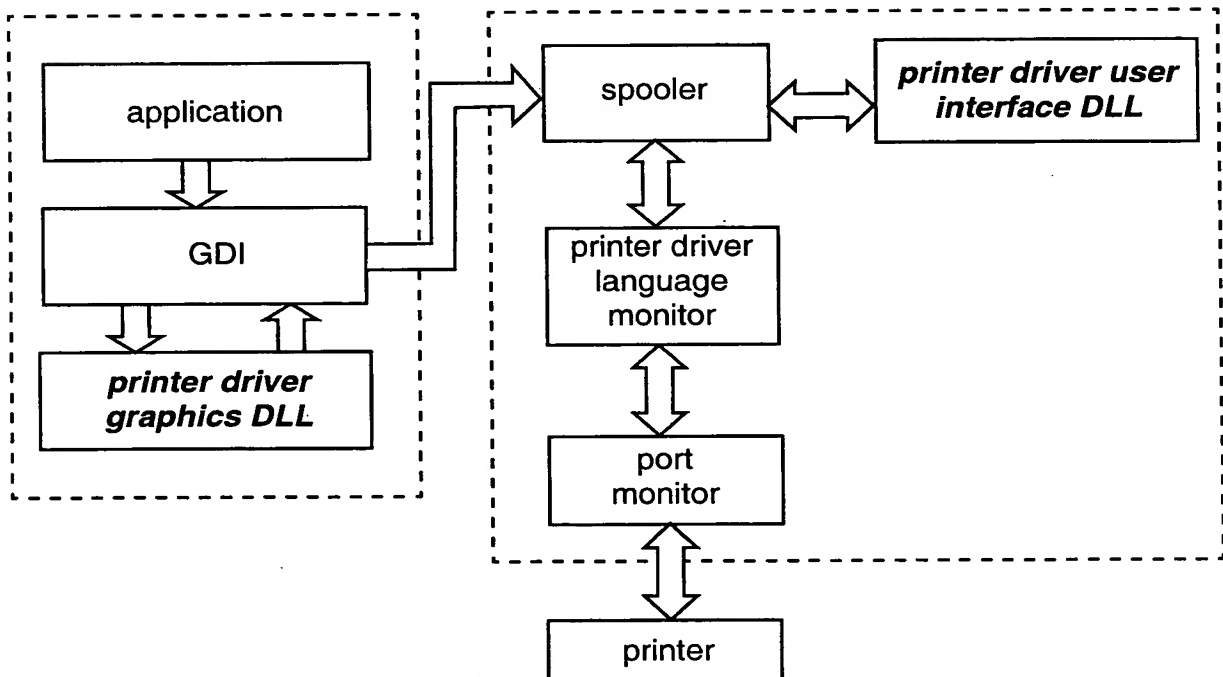 application
GDI
printer driver
graphics DLL
spooler
printer driver user
interface DLL
printer driver
language
monitor
port
monitor
printer